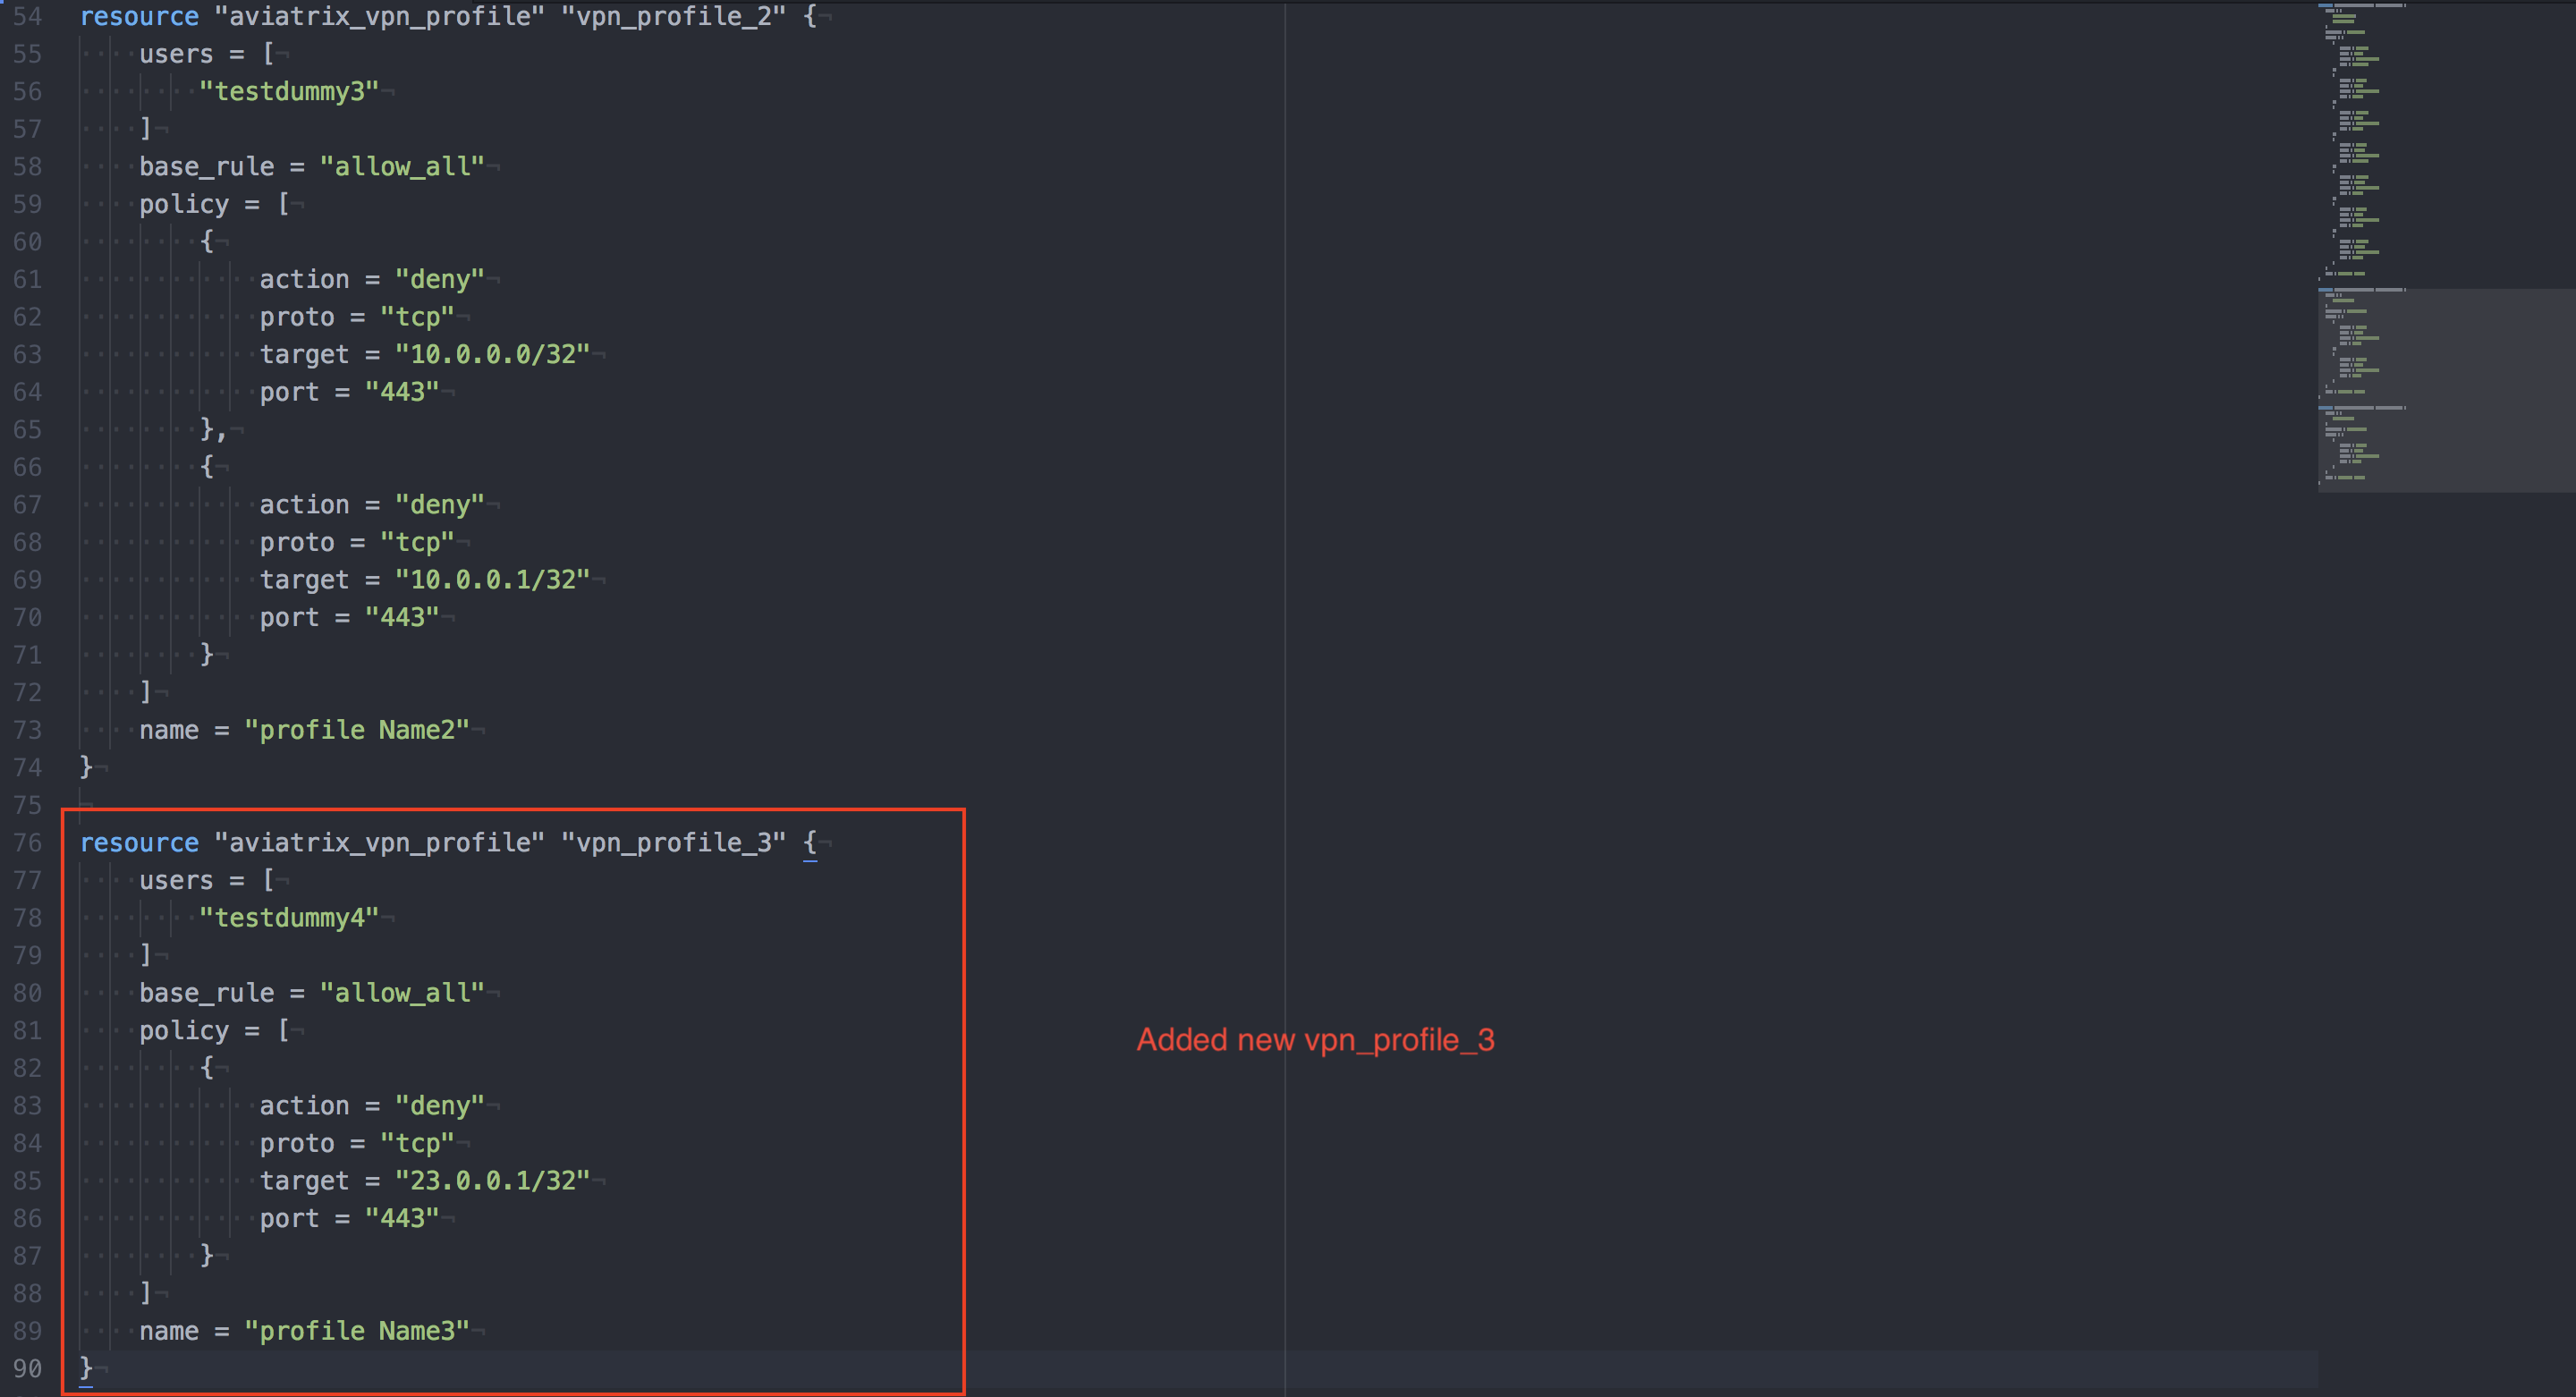 54 resource "aviatrix_vpn_profile" "vpn_profile_2" {
55 users = [
56 "testdummy3"
57 ]
58 base_rule = "allow_all"
59 policy = [
60 {
61 action = "deny"
62 proto = "tcp"
63 target = "10.0.0.0/32"
64 port = "443"
65 },
66 {
67 action = "deny"
68 proto = "tcp"
69 target = "10.0.0.1/32"
70 port = "443"
71 }
72 ]
73 name = "profile Name2"
74 }
75
76 resource "aviatrix_vpn_profile" "vpn_profile_3" {
77 users = [
78 "testdummy4"
79 ]
80 base_rule = "allow_all"
81 policy = [
Added new vpn_profile_3
82 {
83 action = "deny"
84 proto = "tcp"
85 target = "23.0.0.1/32"
86 port = "443"
87 }
88 ]
89 name = "profile Name3"
90 }